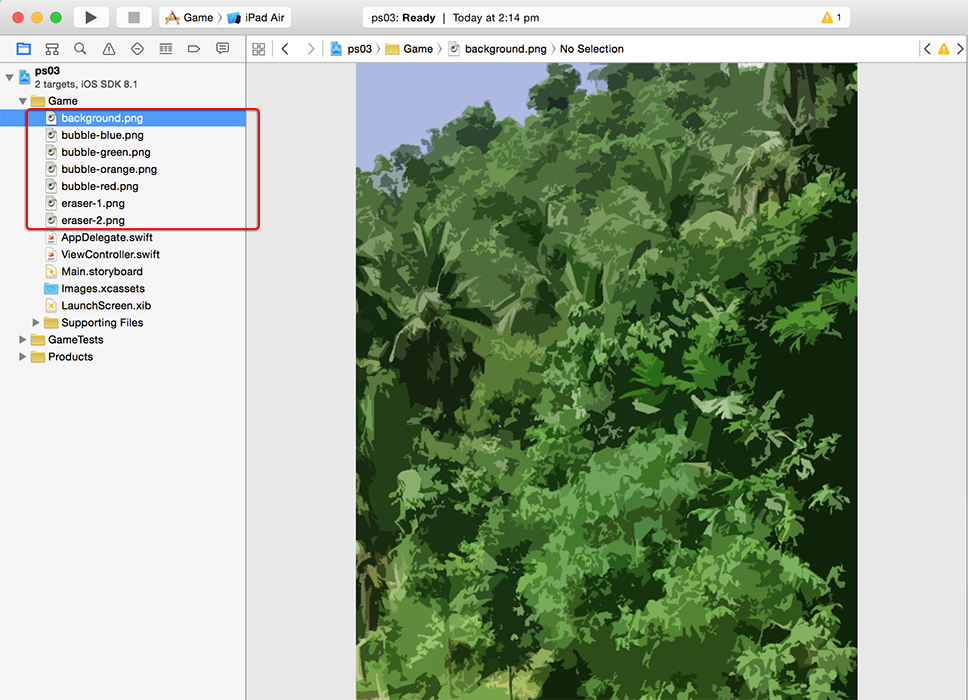 Game iPad Air ps03: Ready | Today at 2:14 pm 1
ps03 Game background.png No Selection
ps03
2 targets, iOS SDK 8.1
Game
background.png
bubble-blue.png
bubble-green.png
bubble-orange.png
bubble-red.png
eraser-1.png
eraser-2.png
AppDelegate.swift
ViewController.swift
Main.storyboard
Images.xcassets
LaunchScreen.xib
Supporting Files
GameTests
Products